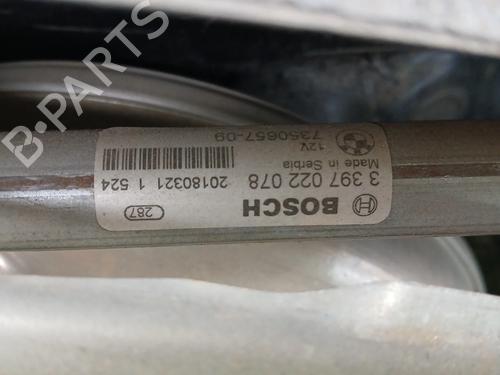 BOSCH
287
3 397 022 078
20180321 1 524
Made in Serbia
12V
7350657-09
B-PARTS